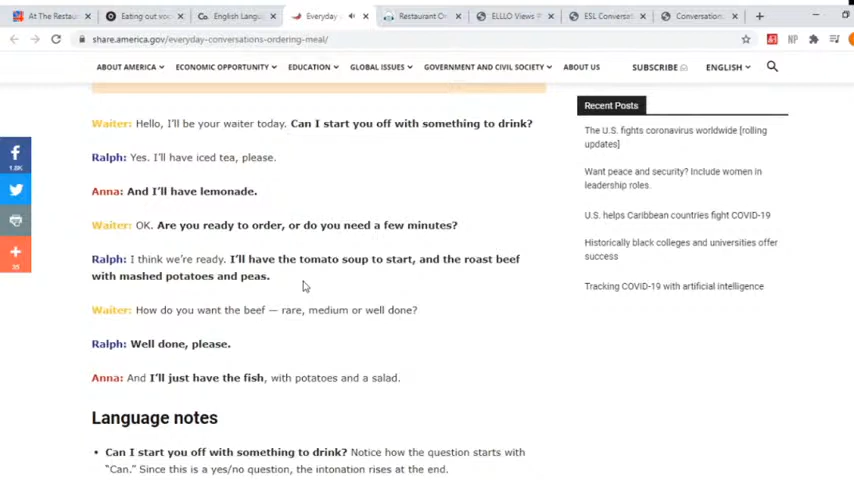 At The Restau
Eating out voc
English Langu
Everyday
Restaurant Or
ELLLO Views
ESL Conversat
Conversation
share.america.gov/everyday-conversations-ordering-meal/
ABOUT AMERICA ECONOMIC OPPORTUNITY EDUCATION GLOBAL ISSUES GOVERNMENT AND CIVIL SOCIETY ABOUT US SUBSCRIBE ENGLISH
Waiter: Hello, I'll be your waiter today. Can I start you off with something to drink?
Ralph: Yes. I'll have iced tea, please.
Anna: And I'll have lemonade.
Waiter: OK. Are you ready to order, or do you need a few minutes?
Ralph: I think we're ready. I'll have the tomato soup to start, and the roast beef
with mashed potatoes and peas.
Waiter: How do you want the beef — rare, medium or well done?
Ralph: Well done, please.
Anna: And I'll just have the fish, with potatoes and a salad.
Language notes
• Can I start you off with something to drink? Notice how the question starts with
“Can.” Since this is a yes/no question, the intonation rises at the end.
1.8K
35
Recent Posts
The U.S. fights coronavirus worldwide [rolling
updates]
Want peace and security? Include women in
leadership roles.
U.S. helps Caribbean countries fight COVID-19
Historically black colleges and universities offer
success
Tracking COVID-19 with artificial intelligence